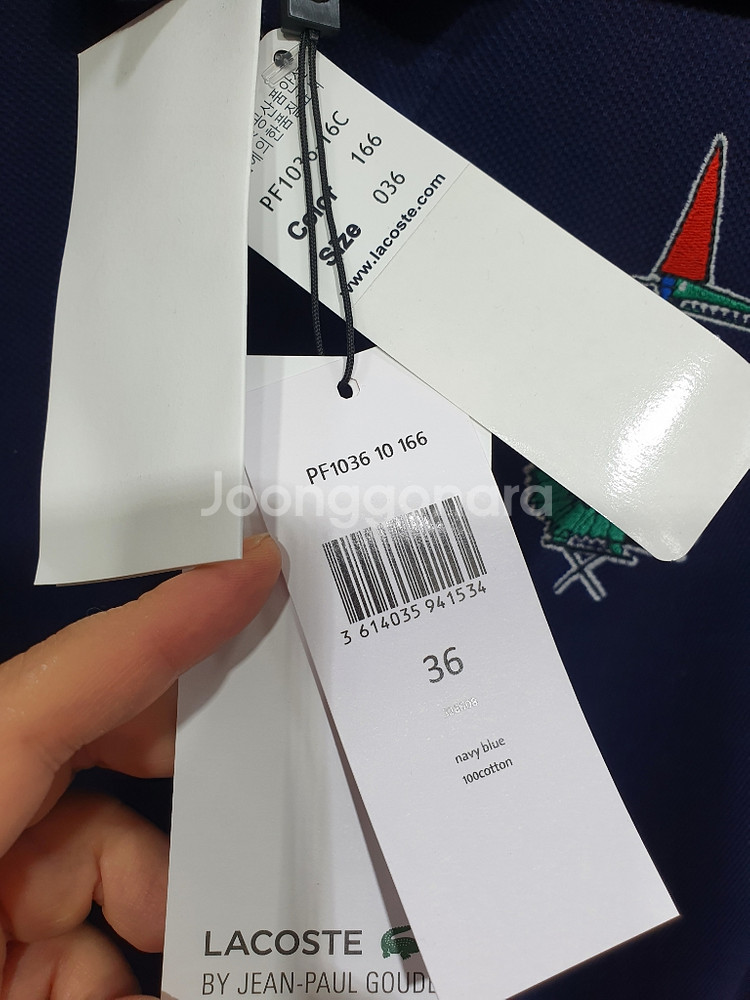 PF1036 16C
Color 166
Size 036
www.lacoste.com
PF1036 10 166
Joonggonara
3 614035 941534
36
navy blue
100cotton
LACOSTE
BY JEAN-PAUL GOUDE